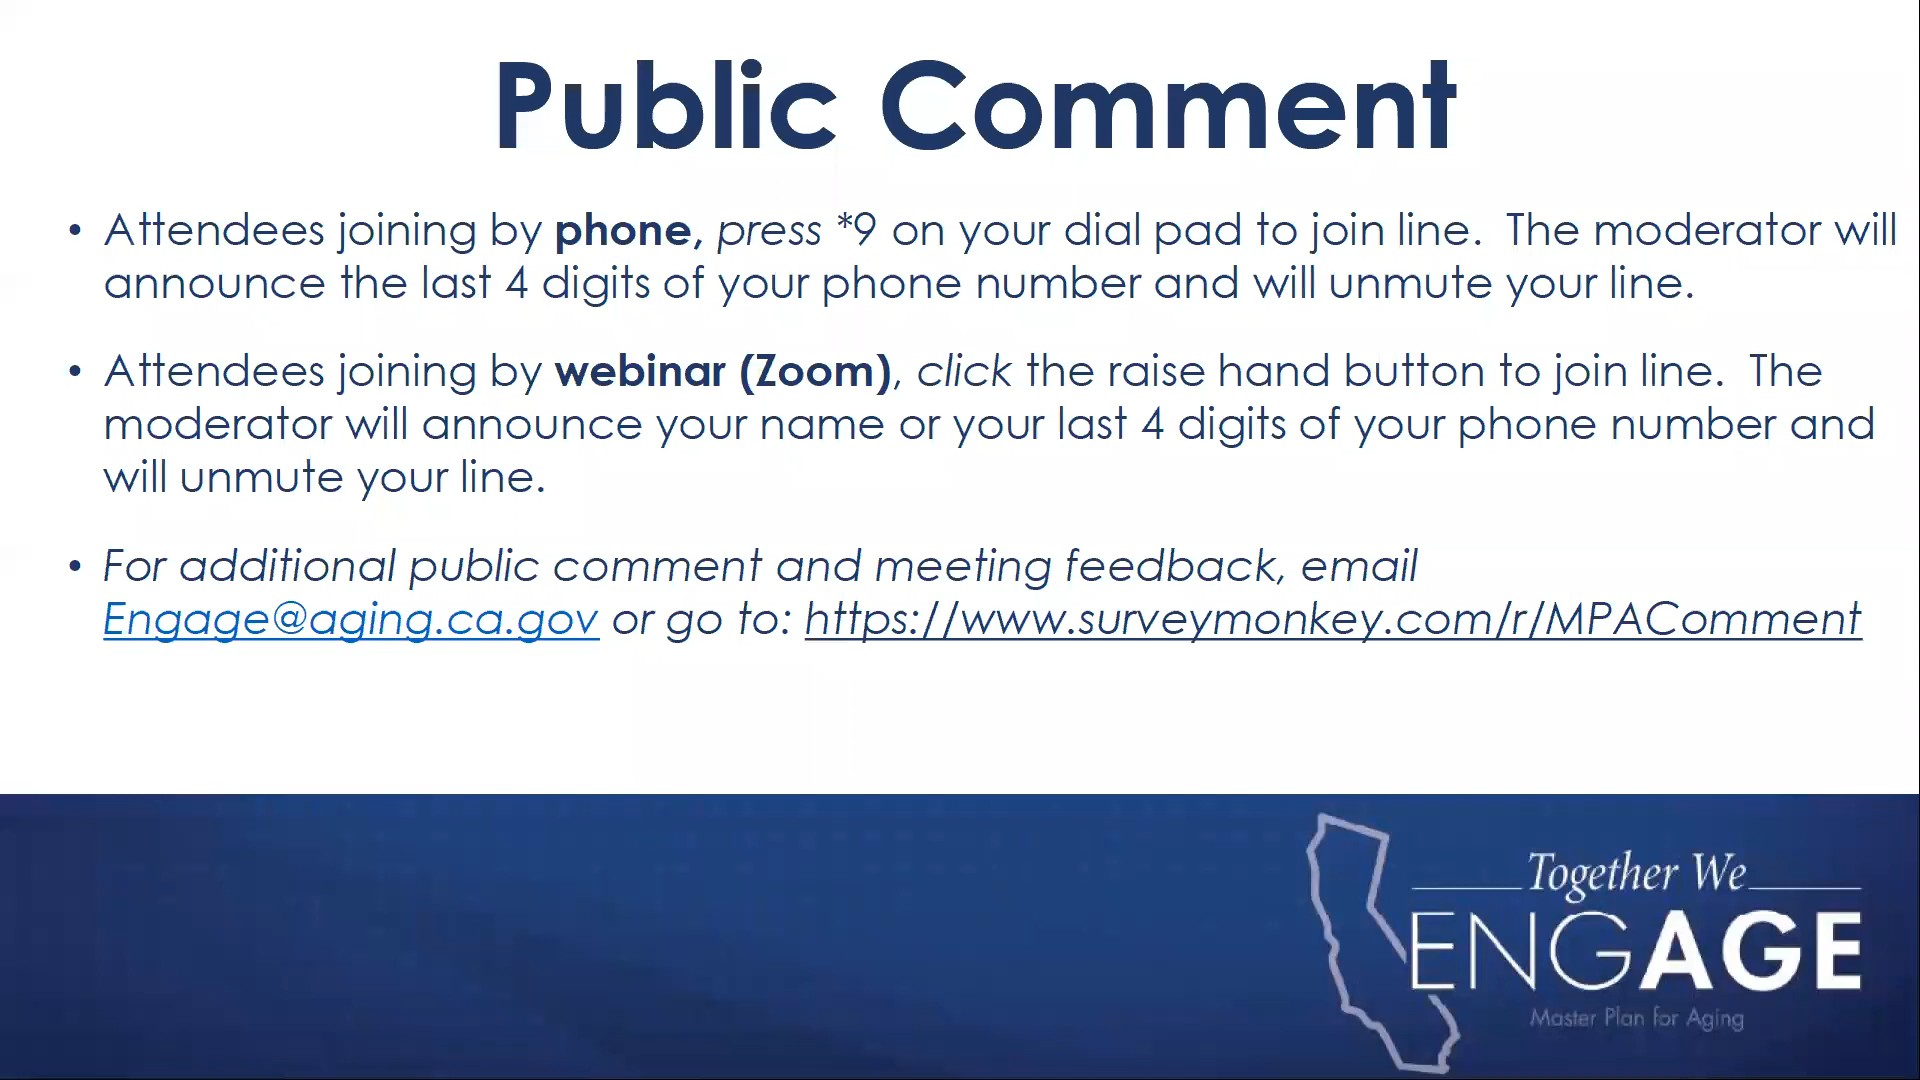 Public Comment
• Attendees joining by phone, press *9 on your dial pad to join line.  The moderator will
announce the last 4 digits of your phone number and will unmute your line.
• Attendees joining by webinar (Zoom), click the raise hand button to join line.  The
moderator will announce your name or your last 4 digits of your phone number and
will unmute your line.
• For additional public comment and meeting feedback, email
Engage@aging.ca.gov or go to: https://www.surveymonkey.com/r/MPAComment
Together We
ENGAGE
Master Plan for Aging